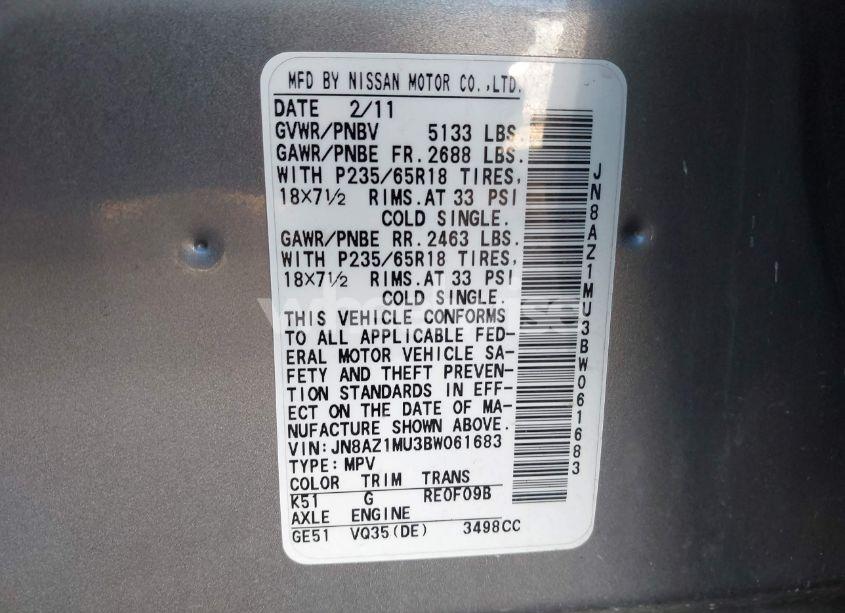 MFD BY NISSAN MOTOR CO.,LTD.
DATE 2/11
GVWR/PNBV 5133 LBS.
GAWR/PNBE FR. 2688 LBS.
WITH P235/65R18 TIRES,
18×7½ RIMS. AT 33 PSI
COLD SINGLE.
GAWR/PNBE RR. 2463 LBS.
WITH P235/65R18 TIRES,
18×7½ RIMS. AT 33 PSI
COLD SINGLE.
THIS VEHICLE CONFORMS
TO ALL APPLICABLE FED-
ERAL MOTOR VEHICLE SA-
FETY AND THEFT PREVEN-
TION STANDARDS IN EFF-
ECT ON THE DATE OF MA-
NUFACTURE SHOWN ABOVE.
VIN:JN8AZ1MU3BW061683
TYPE:MPV
COLOR TRIM TRANS
K51 G RE0F09B
AXLE ENGINE
GE51 VQ35(DE) 3498CC
JN8AZ1MU3BW061683